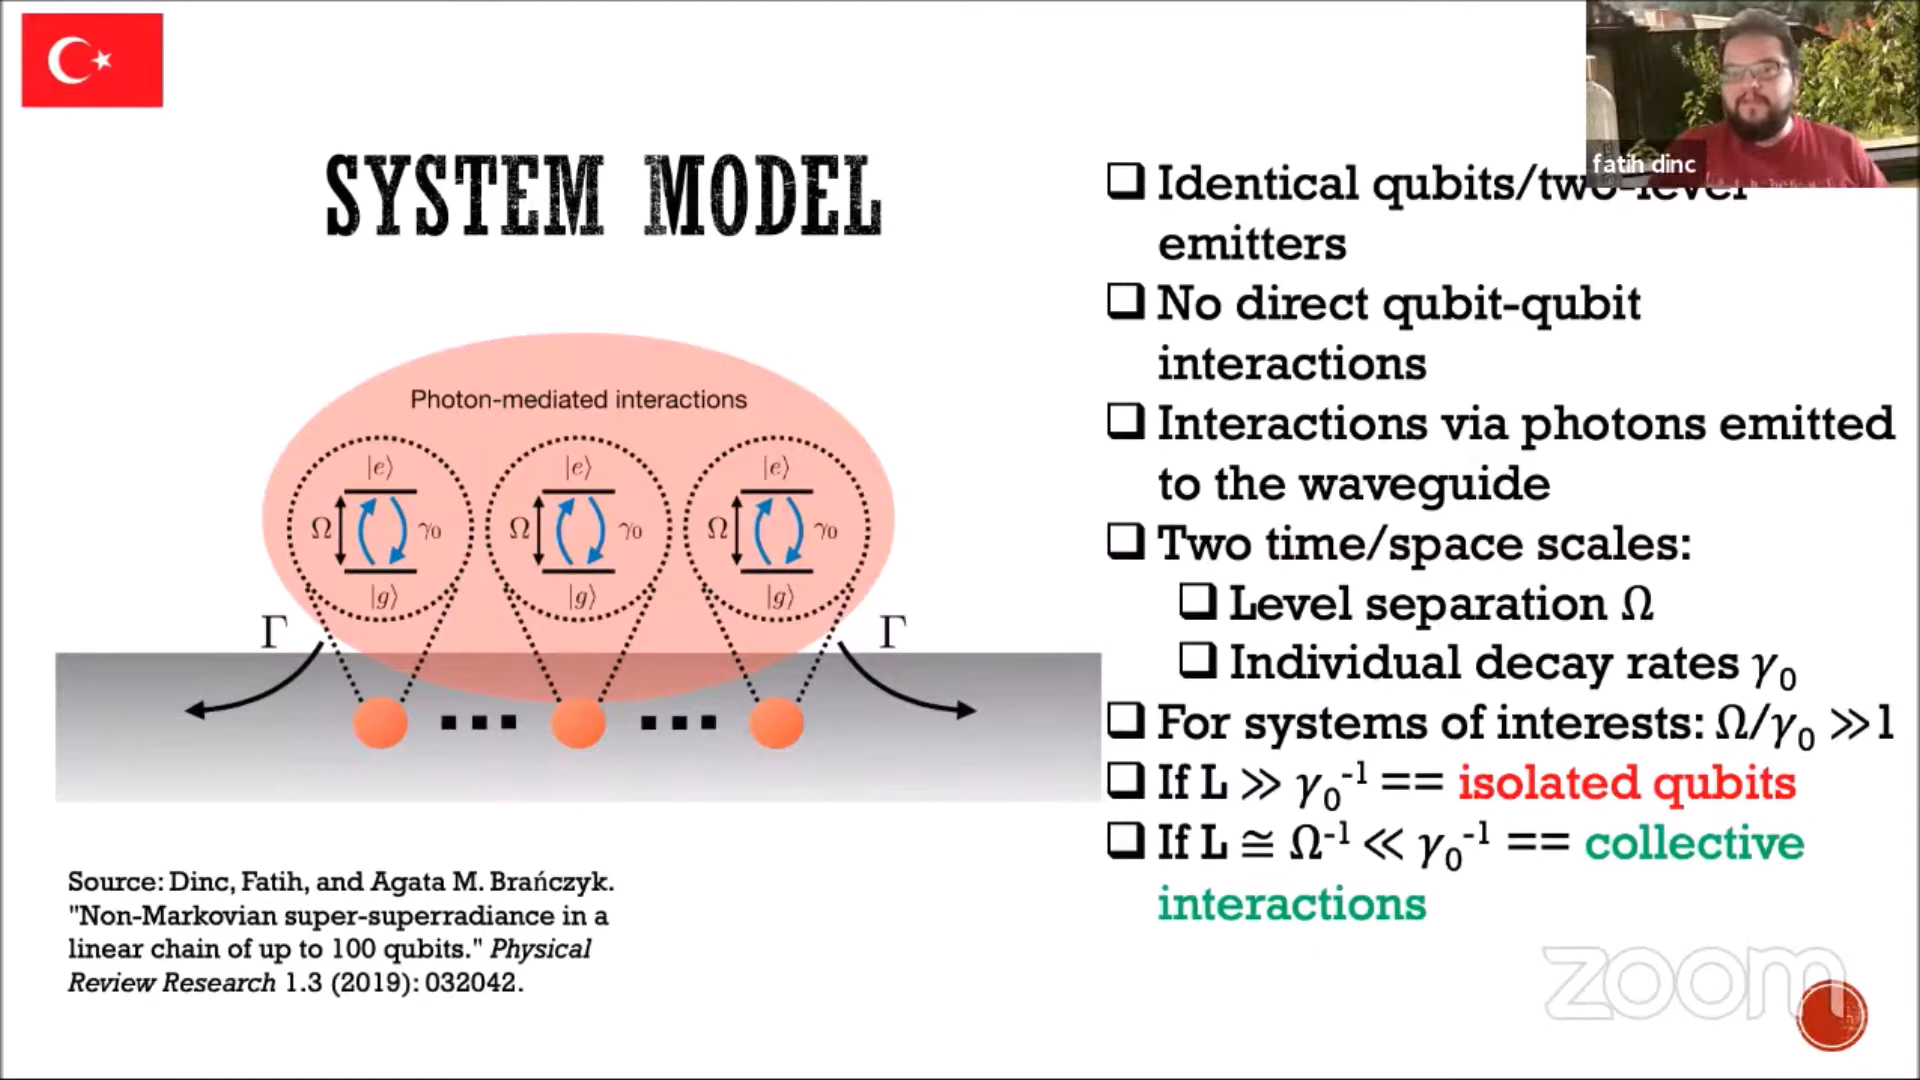 SYSTEM MODEL
Photon-mediated interactions
|e⟩ |e⟩ |e⟩
Ω γ₀ Ω γ₀ Ω γ₀
|g⟩ |g⟩ |g⟩
Γ Γ
Source: Dinc, Fatih, and Agata M. Brańczyk.
"Non-Markovian super-superradiance in a
linear chain of up to 100 qubits." Physical
Review Research 1.3 (2019): 032042.
fatih dinc
❑ Identical qubits/two-level
emitters
❑ No direct qubit-qubit
interactions
❑ Interactions via photons emitted
to the waveguide
❑ Two time/space scales:
❑ Level separation Ω
❑ Individual decay rates γ₀
❑ For systems of interests: Ω/γ₀ ≫1
❑ If L ≫ γ₀⁻¹ == isolated qubits
❑ If L ≅ Ω⁻¹ ≪ γ₀⁻¹ == collective
interactions
zoom